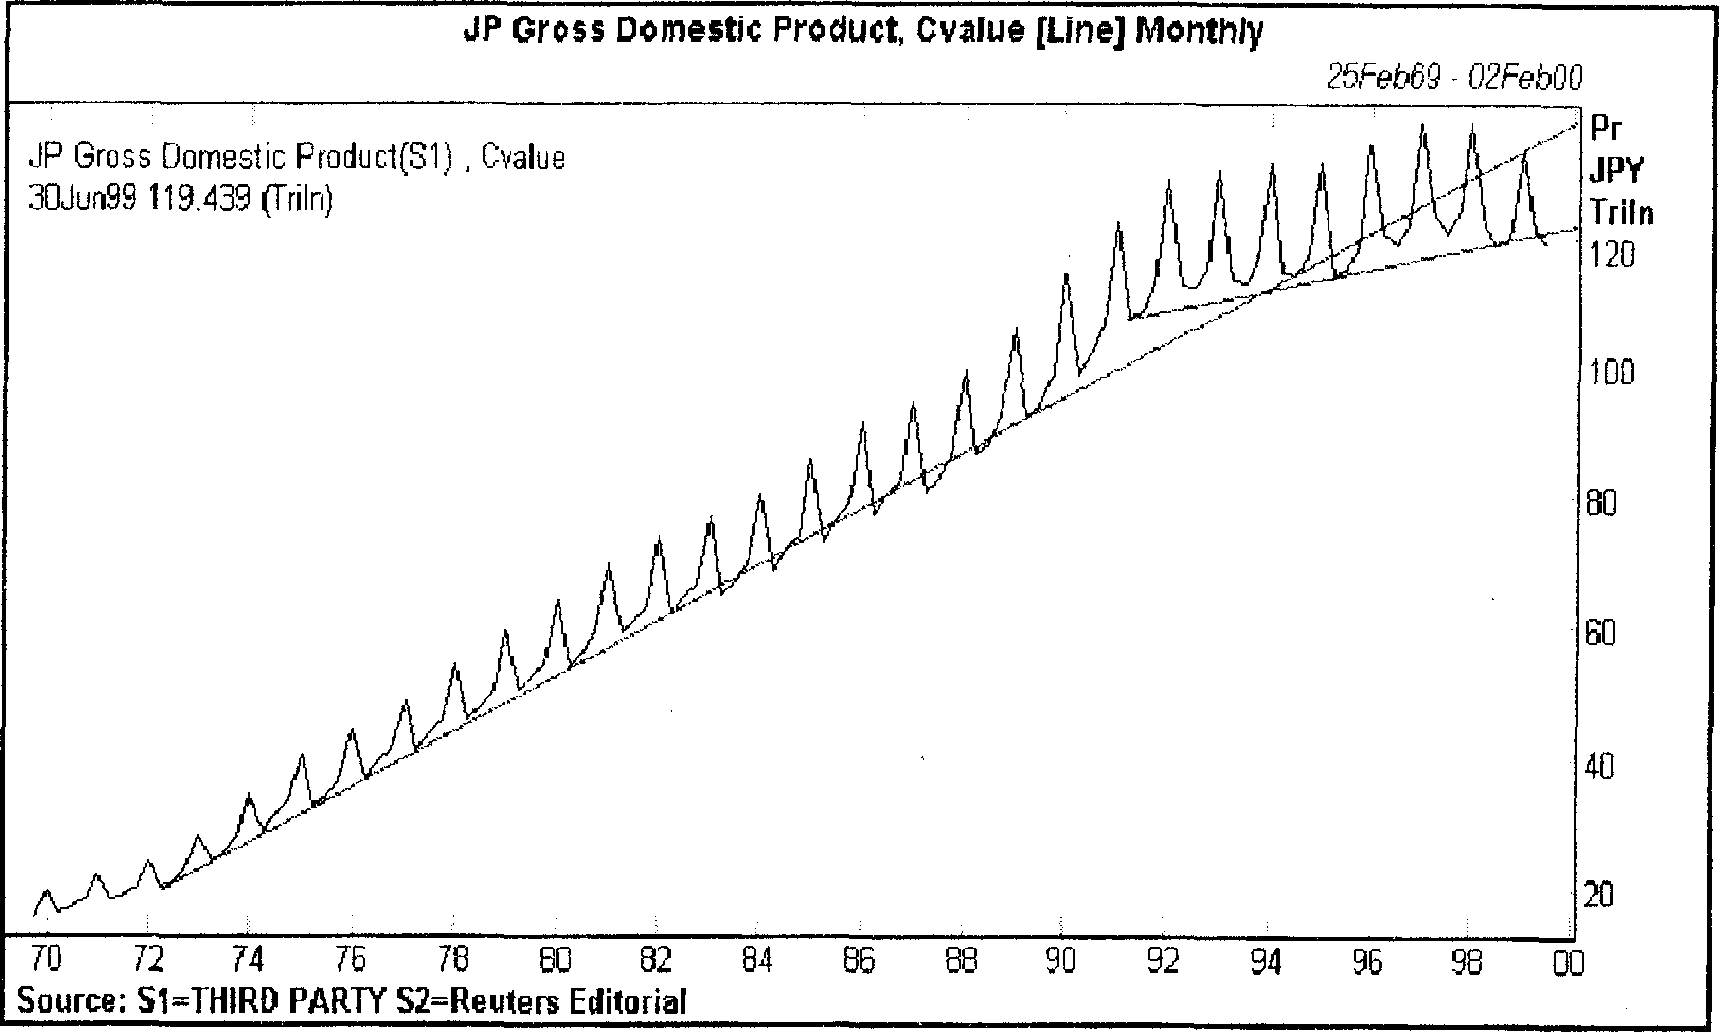 JP Gross Domestic Product, Cvalue [Line] Monthly
25Feb69 - 02Feb00
JP Gross Domestic Product(S1) , Cvalue
30Jun99 119.439 (Trlln)
Pr
JPY
Trlln
120
100
80
60
40
20
70 72 74 76 78 80 82 84 86 88 90 92 94 96 98 00
Source: S1=THIRD PARTY S2=Reuters Editorial